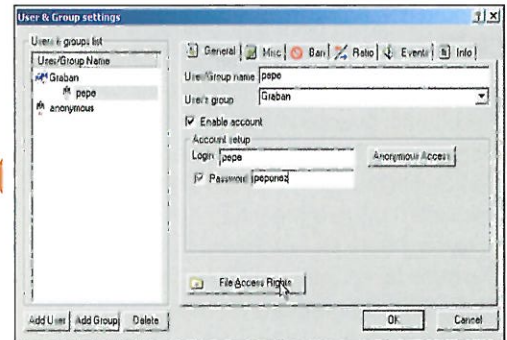 User & Group settings
Users & groups list
User/Group Name
Graban
pepe
anonymous
Add User
Add Group
Delete
General
Misc
Ban
Ratio
Events
Info
User/Group name
pepe
User's group
Graban
Enable account
Account setup
Login
pepe
Anonymous Access
Password
File Access Rights
OK
Cancel